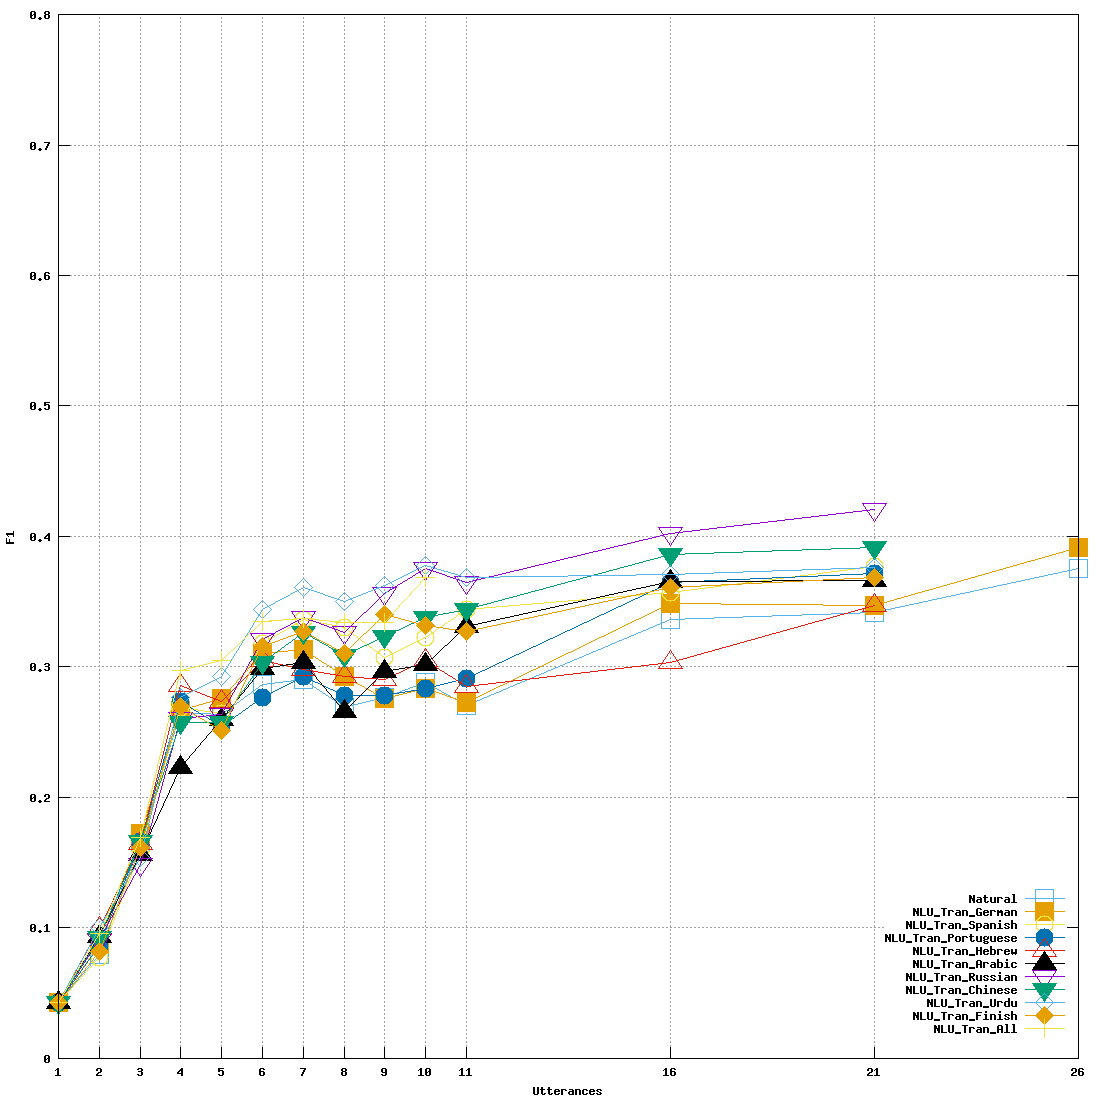 0.8
0.7
0.6
0.5
0.4
0.3
0.2
0.1
0
F1
1 2 3 4 5 6 7 8 9 10 11 16 21 26
Utterances
Natural
NLU_Tran_German
NLU_Tran_Spanish
NLU_Tran_Portuguese
NLU_Tran_Hebrew
NLU_Tran_Arabic
NLU_Tran_Russian
NLU_Tran_Chinese
NLU_Tran_Urdu
NLU_Tran_Finish
NLU_Tran_All